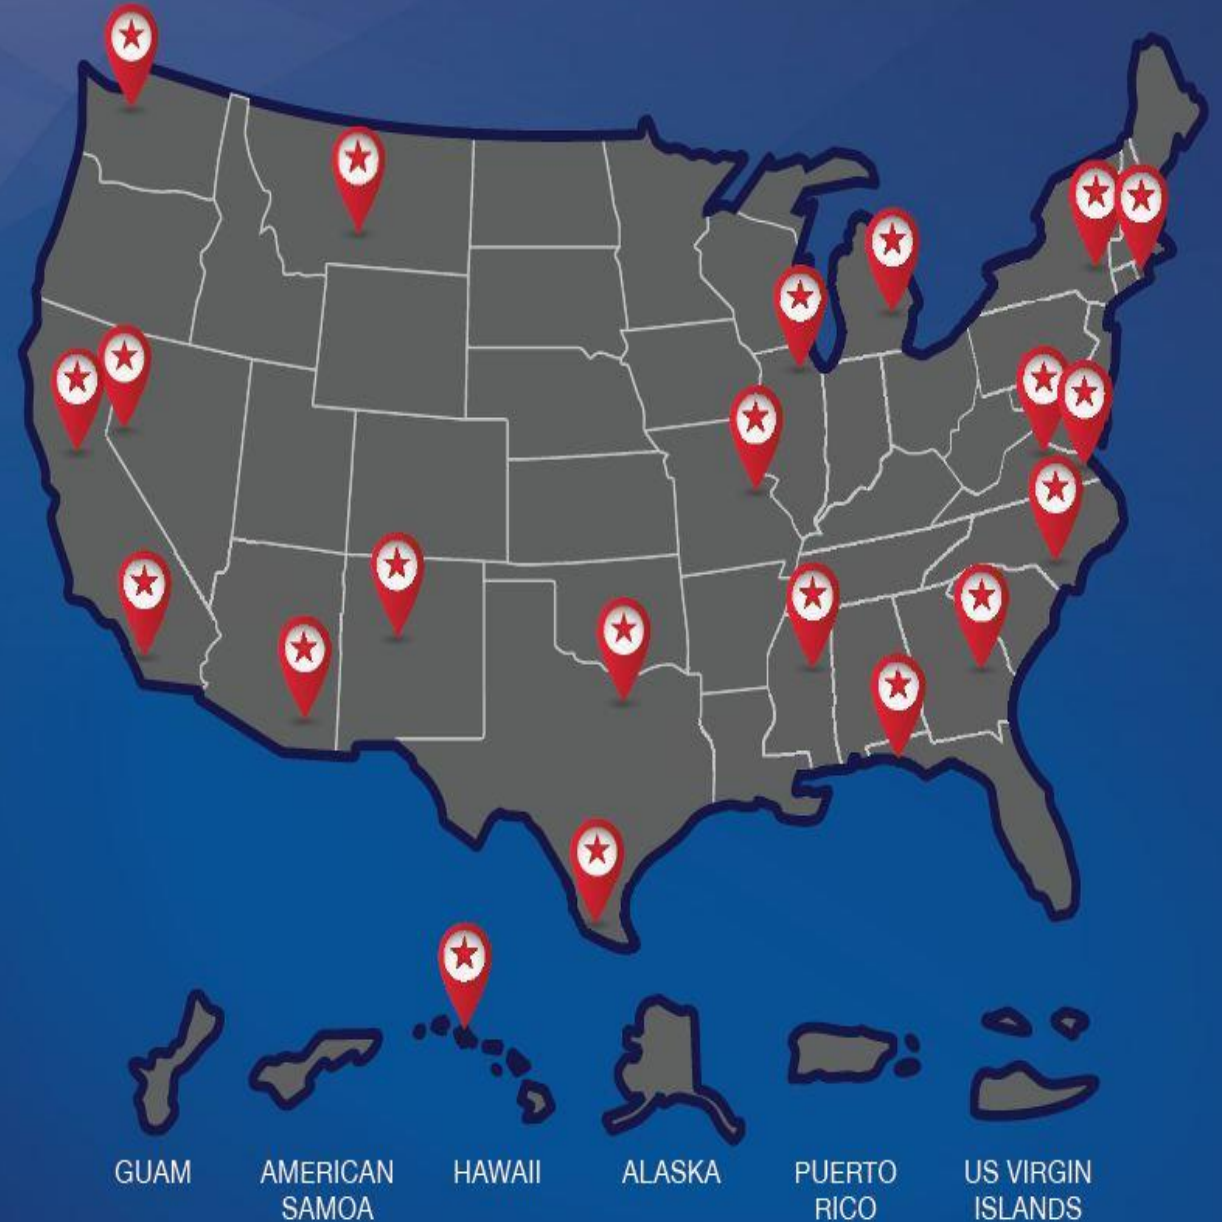 GUAM
AMERICAN
SAMOA
HAWAII
ALASKA
PUERTO
RICO
US VIRGIN
ISLANDS